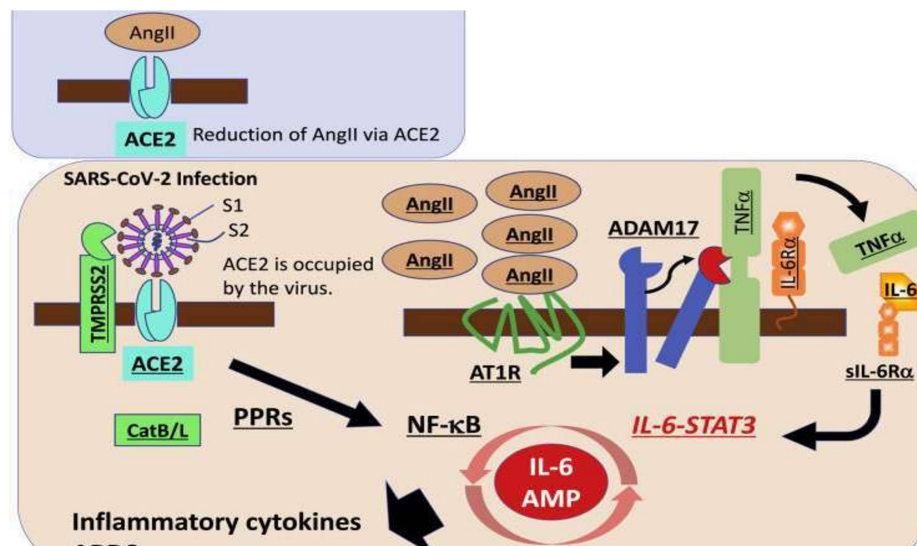 AngII
ACE2
Reduction of AngII via ACE2
SARS-CoV-2 Infection
S1
S2
ACE2 is occupied
by the virus.
TMPRSS2
ACE2
CatB/L
PPRs
AngII
AngII
AngII
AngII
AngII
ADAM17
TNFα
IL-6Rα
TNFα
IL-6
sIL-6Rα
AT1R
NF-κB
IL-6-STAT3
IL-6
AMP
Inflammatory cytokines